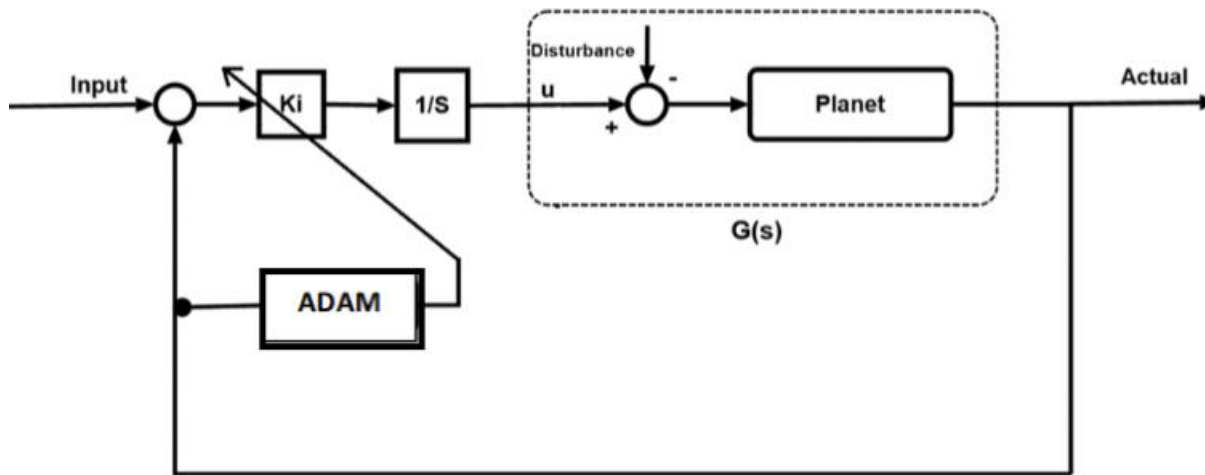 Disturbance
-
Input
Ki
1/S
u
+
Planet
Actual
G(s)
ADAM